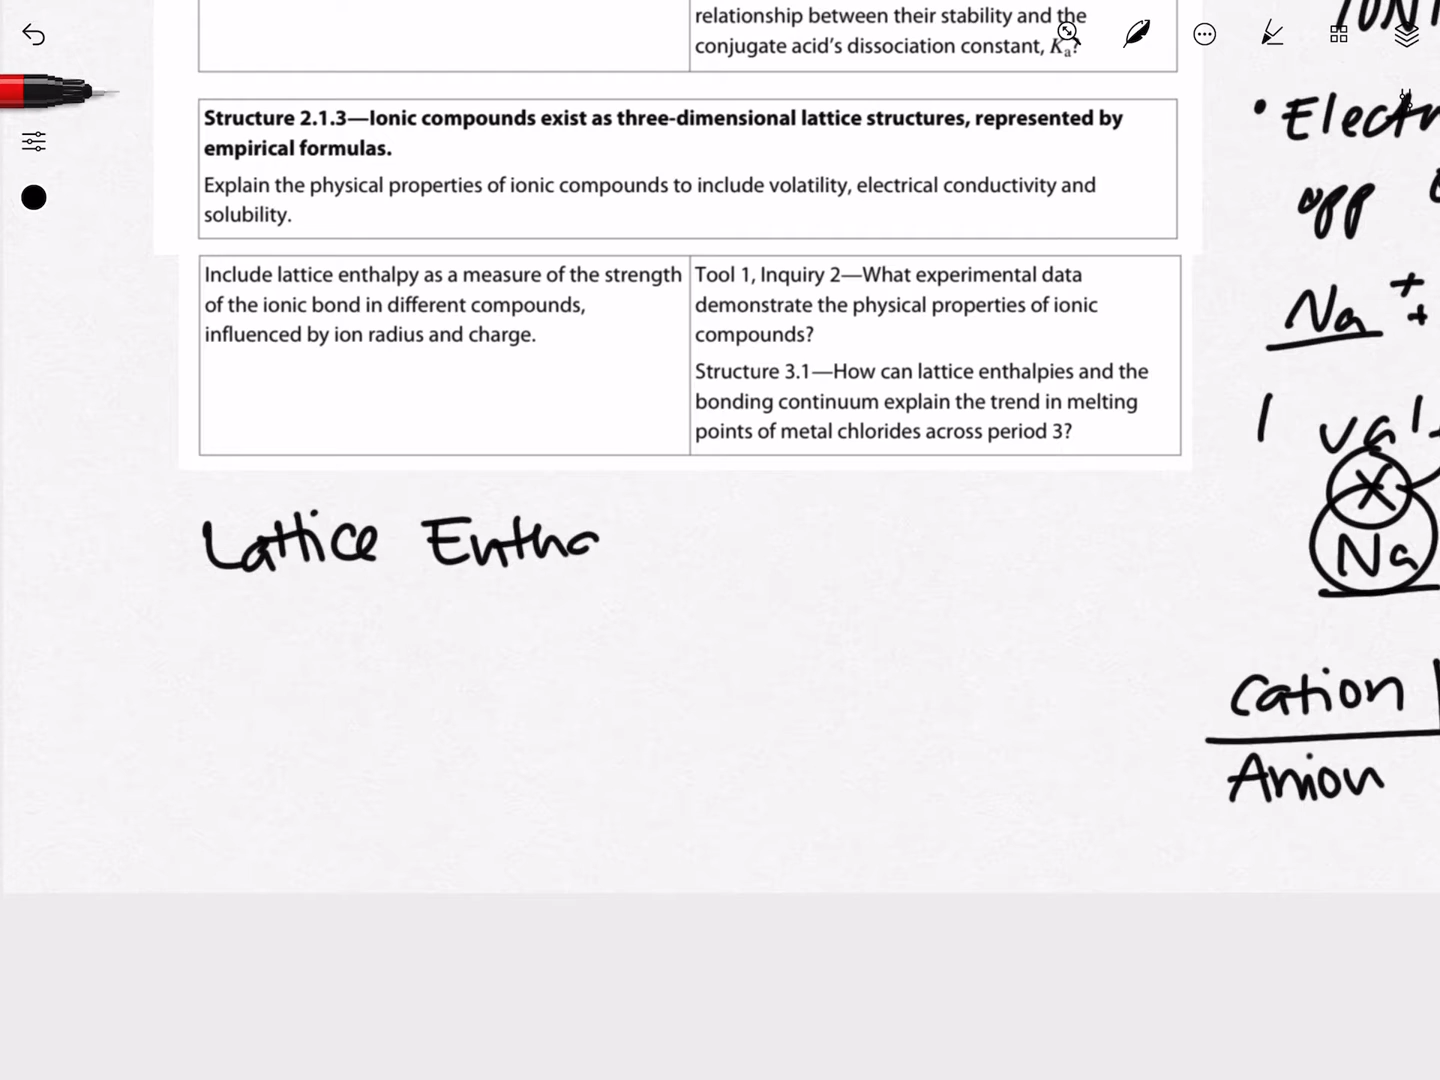 relationship between their stability and the
conjugate acid's dissociation constant, Kₐ?
Structure 2.1.3—Ionic compounds exist as three-dimensional lattice structures, represented by
empirical formulas.
Explain the physical properties of ionic compounds to include volatility, electrical conductivity and
solubility.
Include lattice enthalpy as a measure of the strength
of the ionic bond in different compounds,
influenced by ion radius and charge.
Tool 1, Inquiry 2—What experimental data
demonstrate the physical properties of ionic
compounds?
Structure 3.1—How can lattice enthalpies and the
bonding continuum explain the trend in melting
points of metal chlorides across period 3?
Lattice Entha
• Electr
opp
Na +
+
1 val
X
Na
Cation
Anion